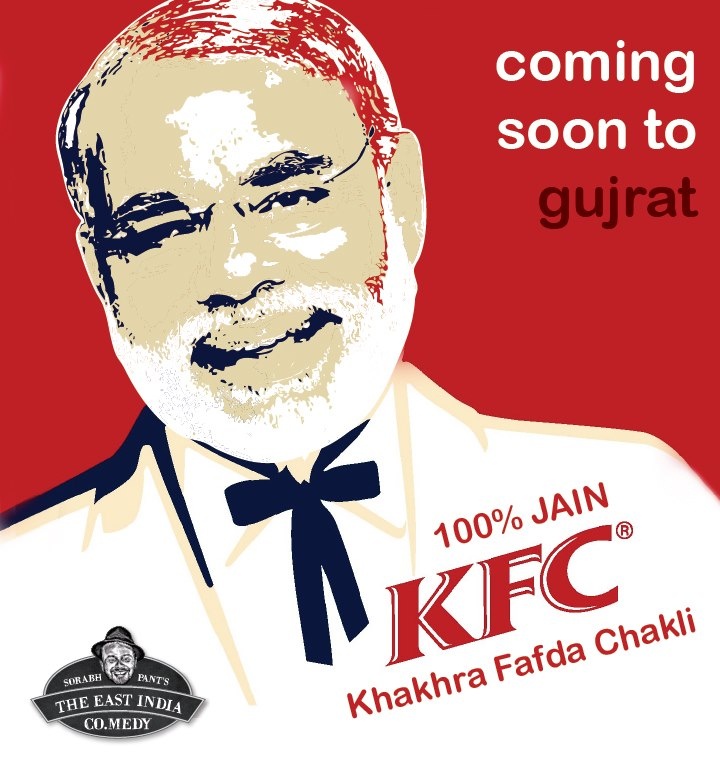 coming
soon to
gujrat
100% JAIN
KFC®
Khakhra Fafda Chakli
SORABH PANT'S
THE EAST INDIA
CO.MEDY